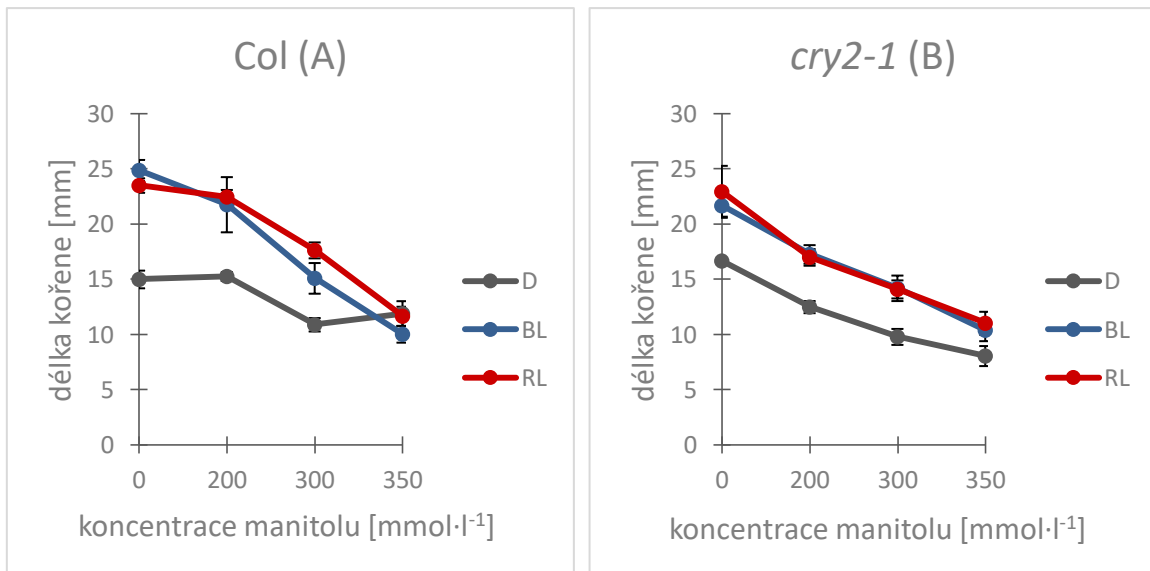 Col (A)
30
25
20
15
10
5
0
délka kořene [mm]
0 200 300 350
koncentrace manitolu [mmol·l-1]
D
BL
RL
cry2-1 (B)
30
25
20
15
10
5
0
délka kořene [mm]
0 200 300 350
koncentrace manitolu [mmol·l-1]
D
BL
RL